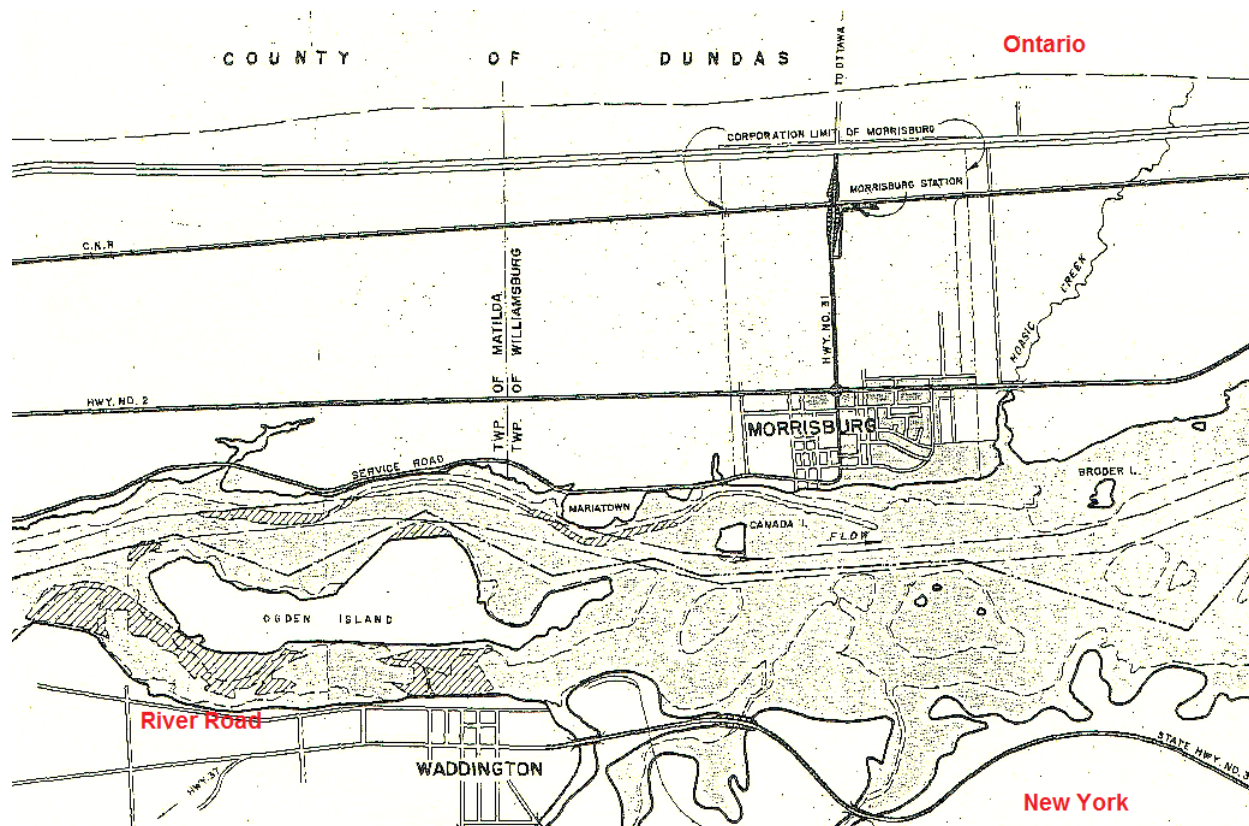 COUNTY OF DUNDAS
Ontario
TO OTTAWA
CORPORATION LIMIT OF MORRISBURG
MORRISBURG STATION
C.N.R
TWP. OF MATILDA
TWP. OF WILLIAMSBURG
HWY. NO. 31
HOASIC CREEK
HWY. NO. 2
MORRISBURG
SERVICE ROAD
BRODER I.
MARIATOWN
CANADA I.
FLOW
OGDEN ISLAND
River Road
STATE HWY. NO. 3
WADDINGTON
HWY. 37
New York